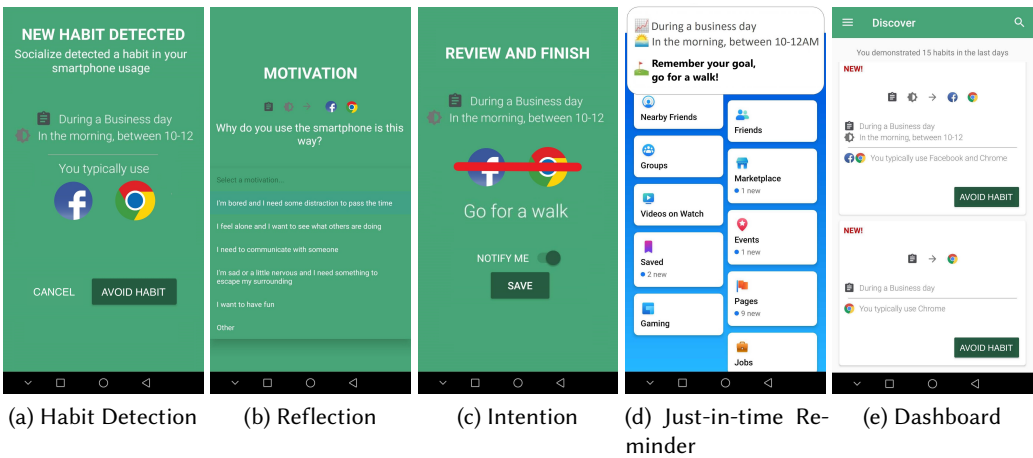 NEW HABIT DETECTED
Socialize detected a habit in your
smartphone usage
During a Business day
In the morning, between 10-12
You typically use
CANCEL
AVOID HABIT
(a) Habit Detection
MOTIVATION
Why do you use the smartphone is this
way?
Select a motivation...
I'm bored and I need some distraction to pass the time
I feel alone and I want to see what others are doing
I need to communicate with someone
I'm sad or a little nervous and I need something to
escape my surrounding
I want to have fun
Other
(b) Reflection
REVIEW AND FINISH
During a Business day
In the morning, between 10-12
Go for a walk
NOTIFY ME
SAVE
(c) Intention
During a business day
In the morning, between 10-12AM
Remember your goal,
go for a walk!
Nearby Friends
Groups
Videos on Watch
Saved
2 new
Gaming
Friends
Marketplace
1 new
Events
1 new
Pages
9 new
Jobs
(d) Just-in-time Re-
minder
Discover
You demonstrated 15 habits in the last days
NEW!
During a Business day
In the morning, between 10-12
You typically use Facebook and Chrome
AVOID HABIT
NEW!
During a Business day
You typically use Chrome
AVOID HABIT
(e) Dashboard